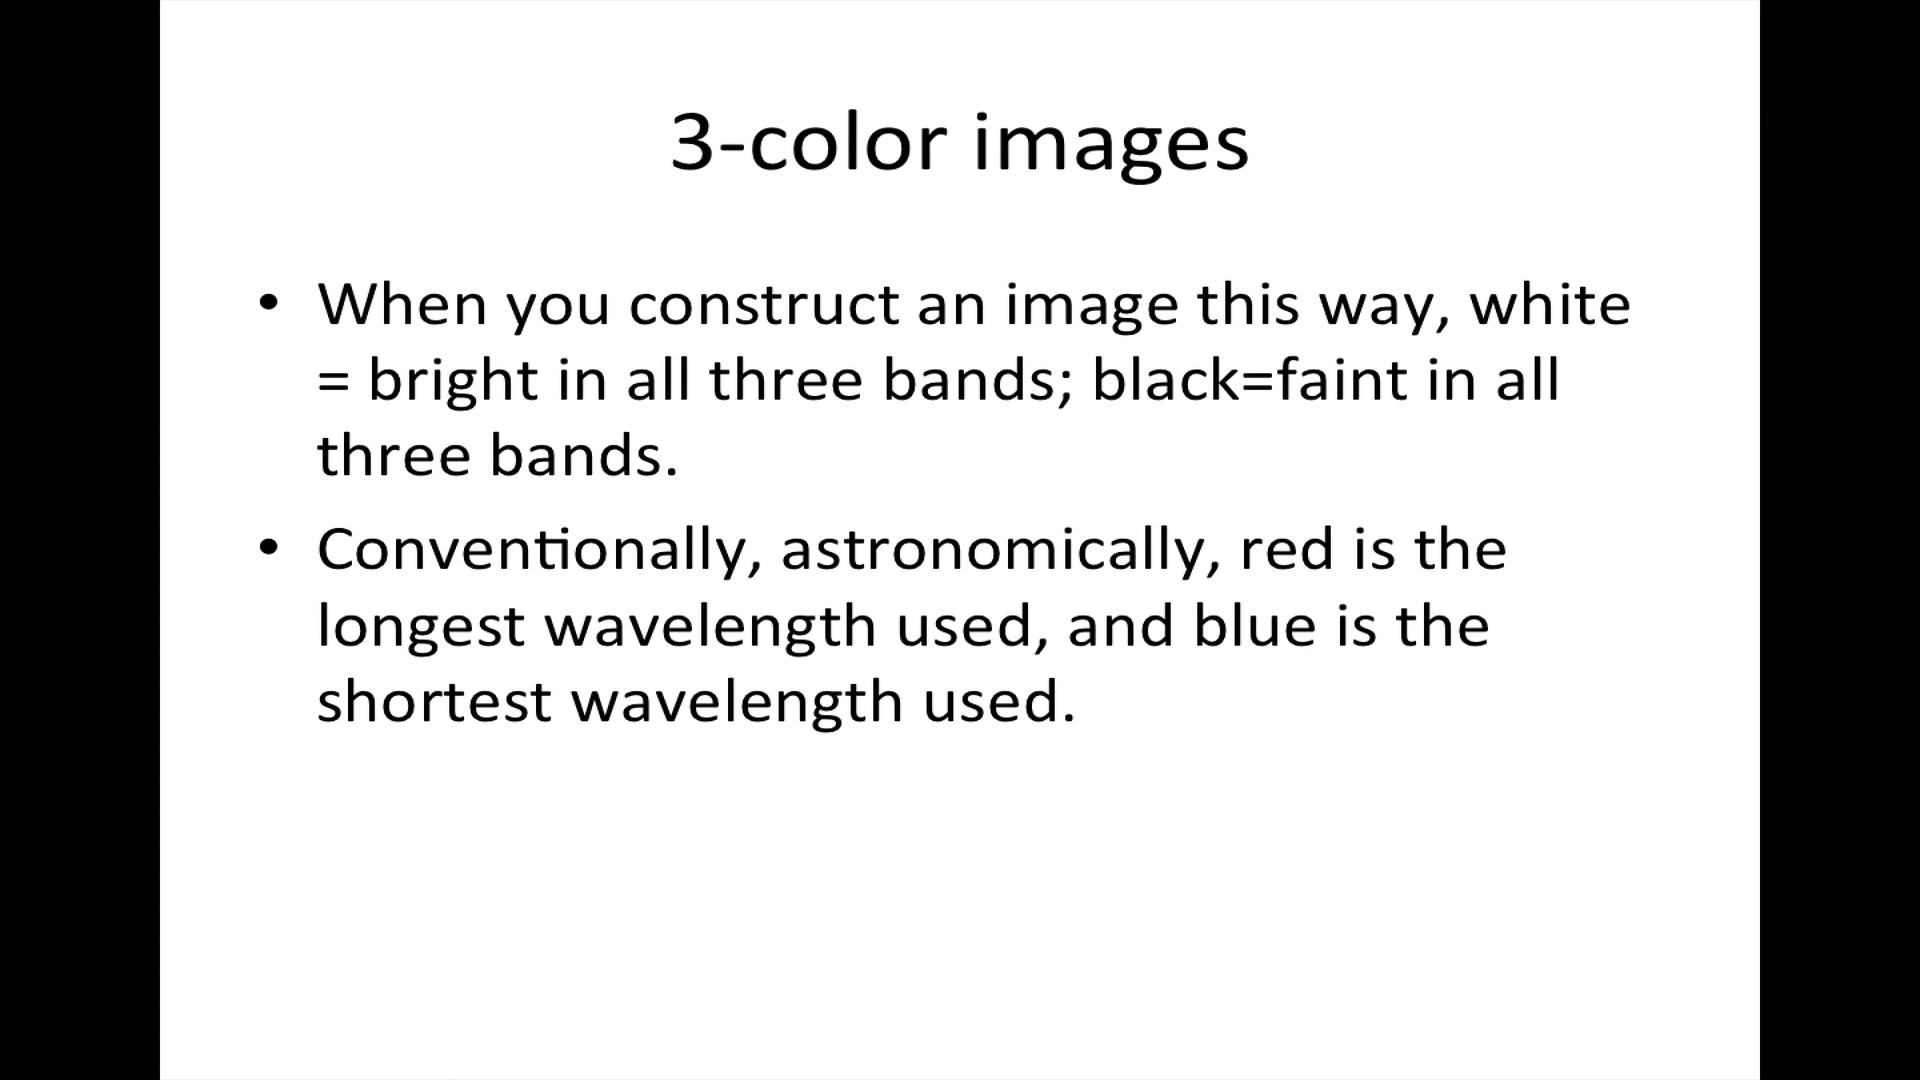 3-color images
• When you construct an image this way, white
= bright in all three bands; black=faint in all
three bands.
• Conventionally, astronomically, red is the
longest wavelength used, and blue is the
shortest wavelength used.